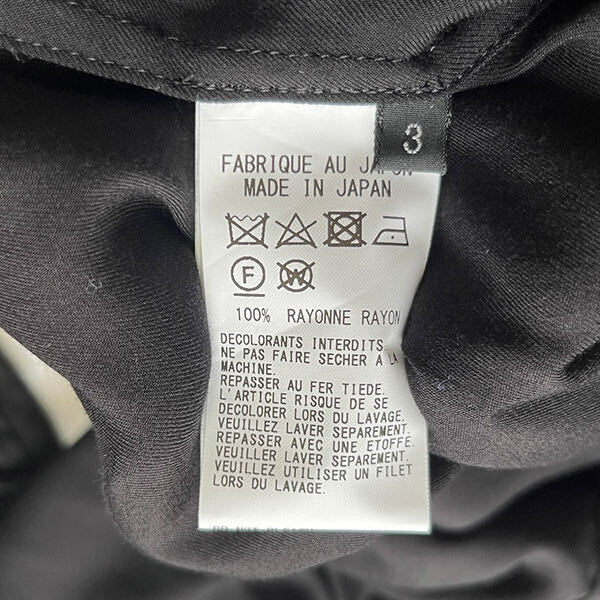 3
FABRIQUE AU JAPON
MADE IN JAPAN
F
W
100% RAYONNE RAYON
DECOLORANTS INTERDITS
NE PAS FAIRE SECHER A LA
MACHINE.
REPASSER AU FER TIEDE.
L'ARTICLE RISQUE DE SE
DECOLORER LORS DU LAVAGE.
VEUILLEZ LAVER SEPAREMENT.
REPASSER AVEC UNE ETOFFE.
VEUILLER LAVER SEPAREMENT.
VEUILLEZ UTILISER UN FILET
LORS DU LAVAGE.